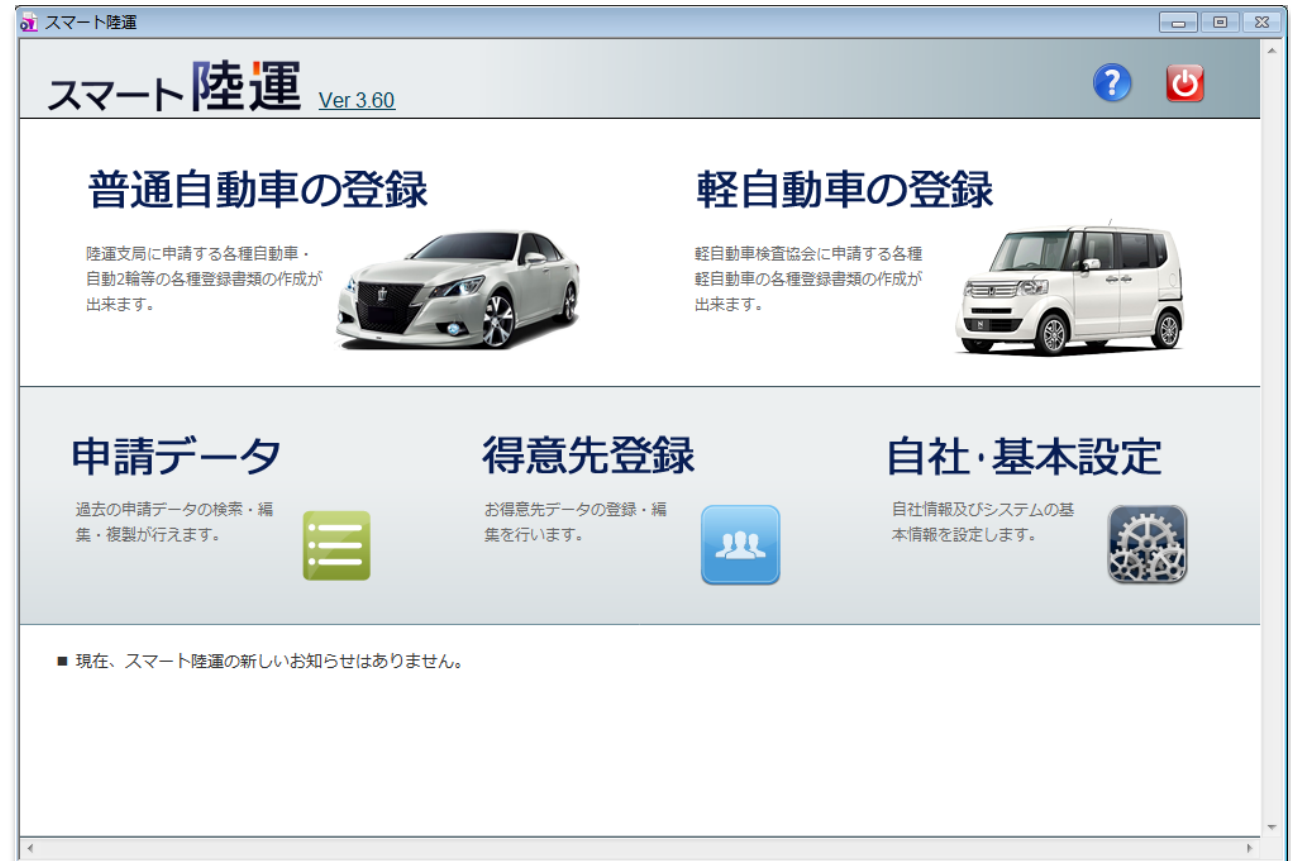 スマート陸運
スマート陸運 Ver 3.60
?
普通自動車の登録
陸運支局に申請する各種自動車・
自動2輪等の各種登録書類の作成が
出来ます。
軽自動車の登録
軽自動車検査協会に申請する各種
軽自動車の各種登録書類の作成が
出来ます。
申請データ
過去の申請データの検索・編
集・複製が行えます。
得意先登録
お得意先データの登録・編
集を行います。
自社・基本設定
自社情報及びシステムの基
本情報を設定します。
■ 現在、スマート陸運の新しいお知らせはありません。